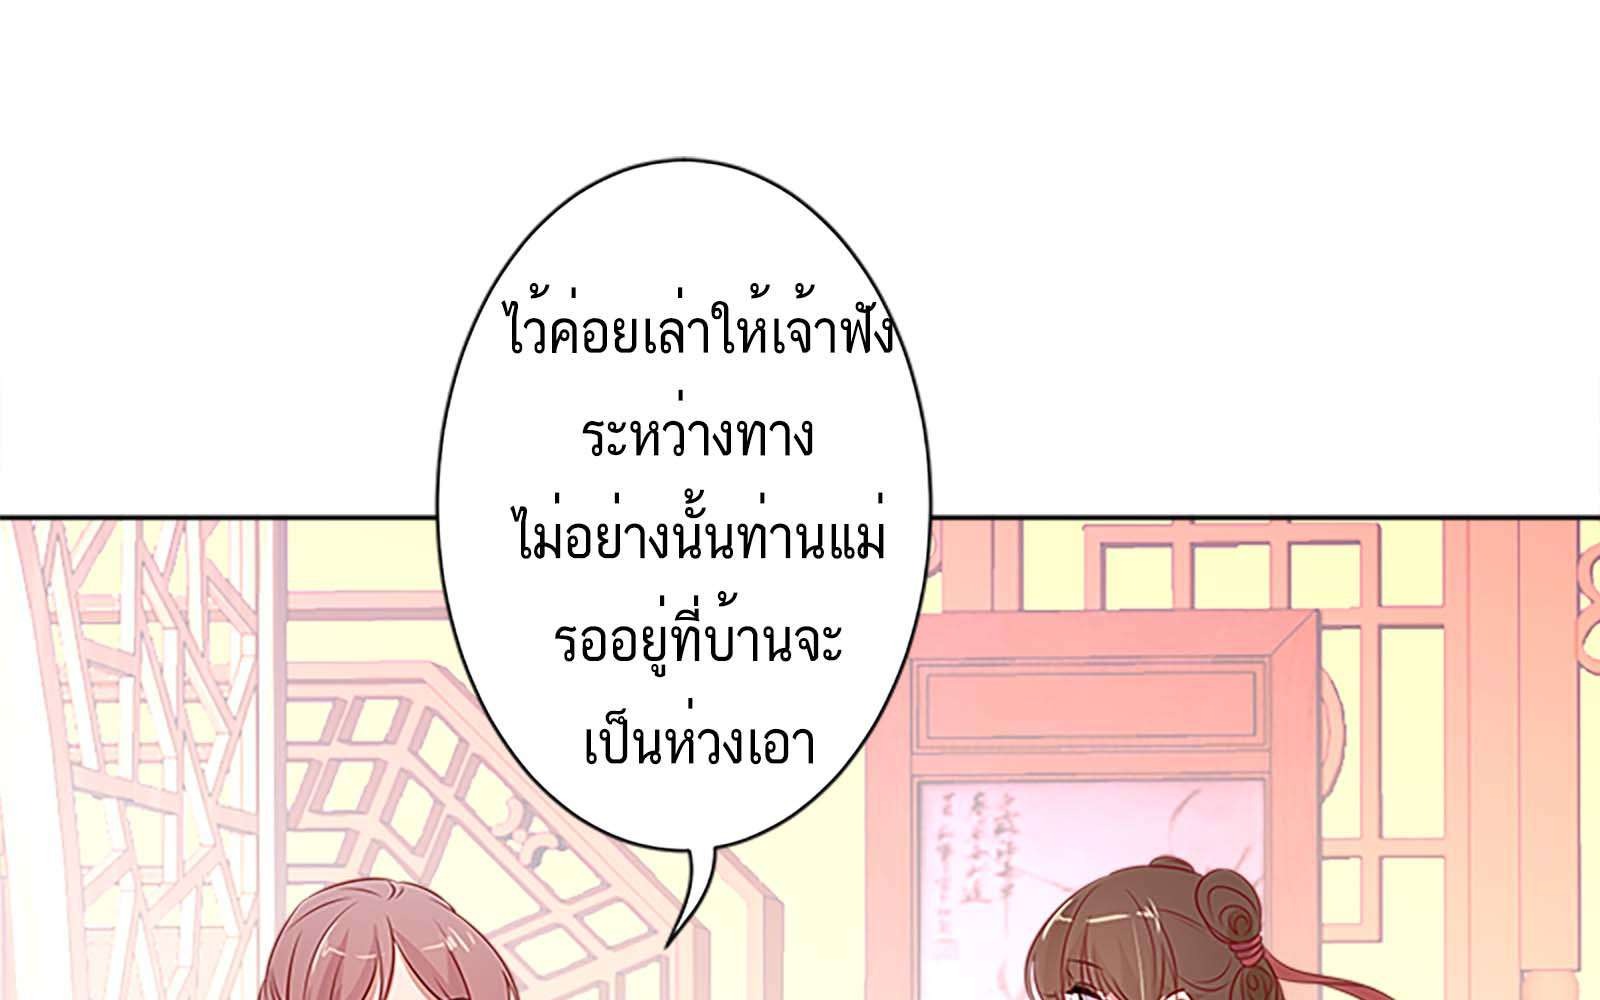 ไว้ค่อยเล่าให้เจ้าฟัง
ระหว่างทาง
ไม่อย่างนั้นท่านแม่
รออยู่ที่บ้านจะ
เป็นห่วงเอา